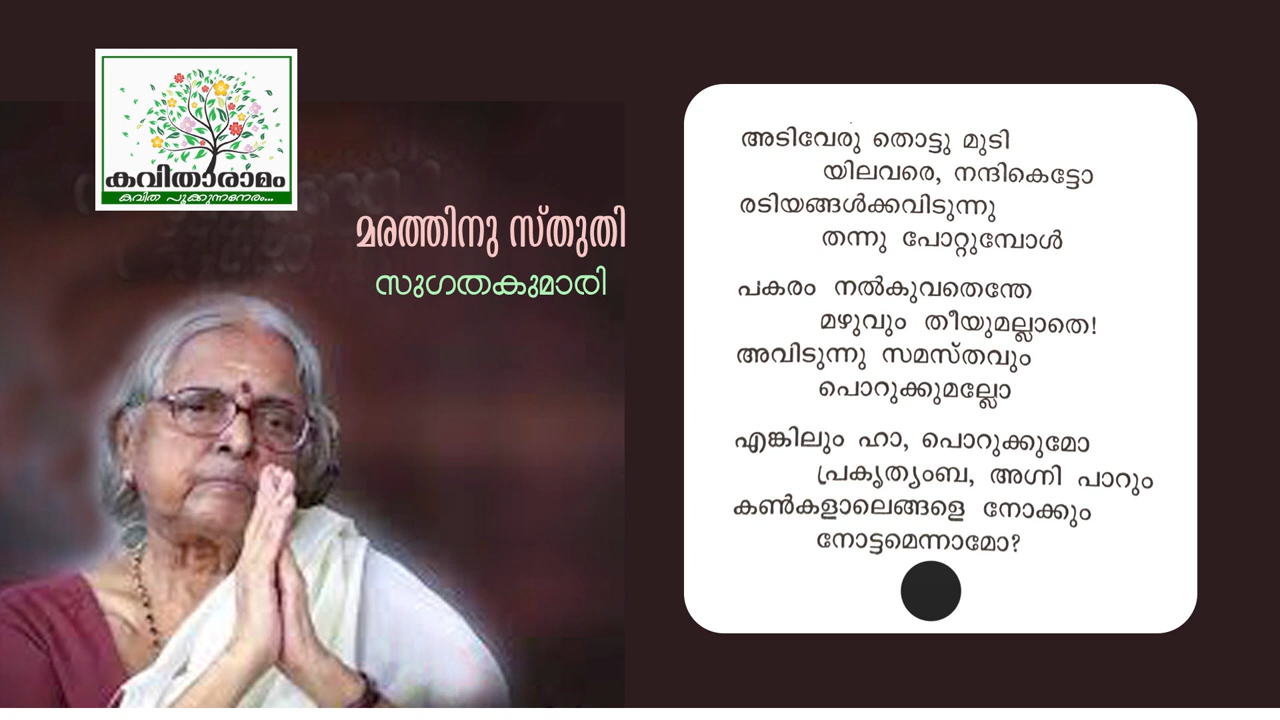 കവിതാരാമം
കവിത പൂക്കുന്നനേരം...
മരത്തിനു സ്തുതി
സുഗതകുമാരി
അടിവേരു തൊട്ടു മുടി
യിലവരെ, നന്ദികെട്ടോ
രടിയങ്ങൾക്കവിടുന്നു
തന്നു പോറ്റുമ്പോൾ
പകരം നൽകുവതെന്തേ
മഴുവും തീയുമല്ലാതെ!
അവിടുന്നു സമസ്തവും
പൊറുക്കുമല്ലോ
എങ്കിലും ഹാ, പൊറുക്കുമോ
പ്രകൃത്യംബ, അഗ്നി പാറും
കൺകളാലെങ്ങളെ നോക്കും
നോട്ടമെന്നാമോ?